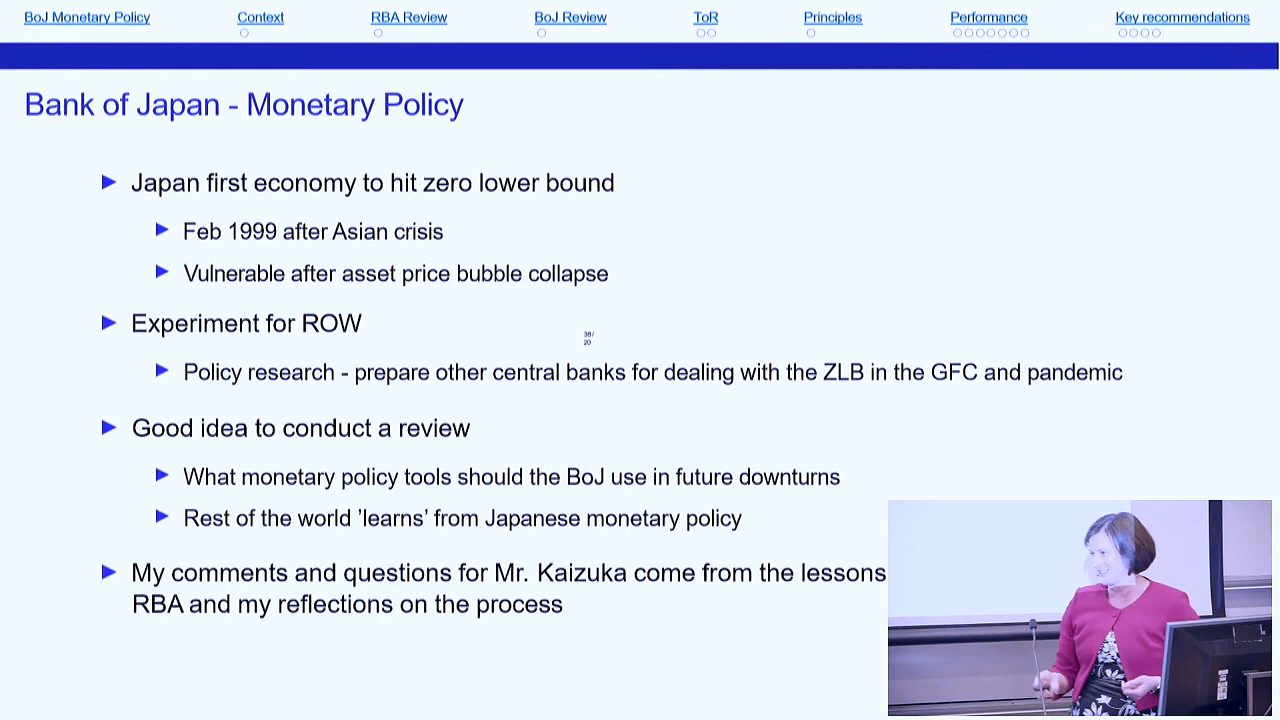 BoJ Monetary Policy Context RBA Review BoJ Review ToR Principles Performance Key recommendations
Bank of Japan - Monetary Policy
Japan first economy to hit zero lower bound
Feb 1999 after Asian crisis
Vulnerable after asset price bubble collapse
Experiment for ROW
36/
20
Policy research - prepare other central banks for dealing with the ZLB in the GFC and pandemic
Good idea to conduct a review
What monetary policy tools should the BoJ use in future downturns
Rest of the world ’learns’ from Japanese monetary policy
My comments and questions for Mr. Kaizuka come from the lessons
RBA and my reflections on the process